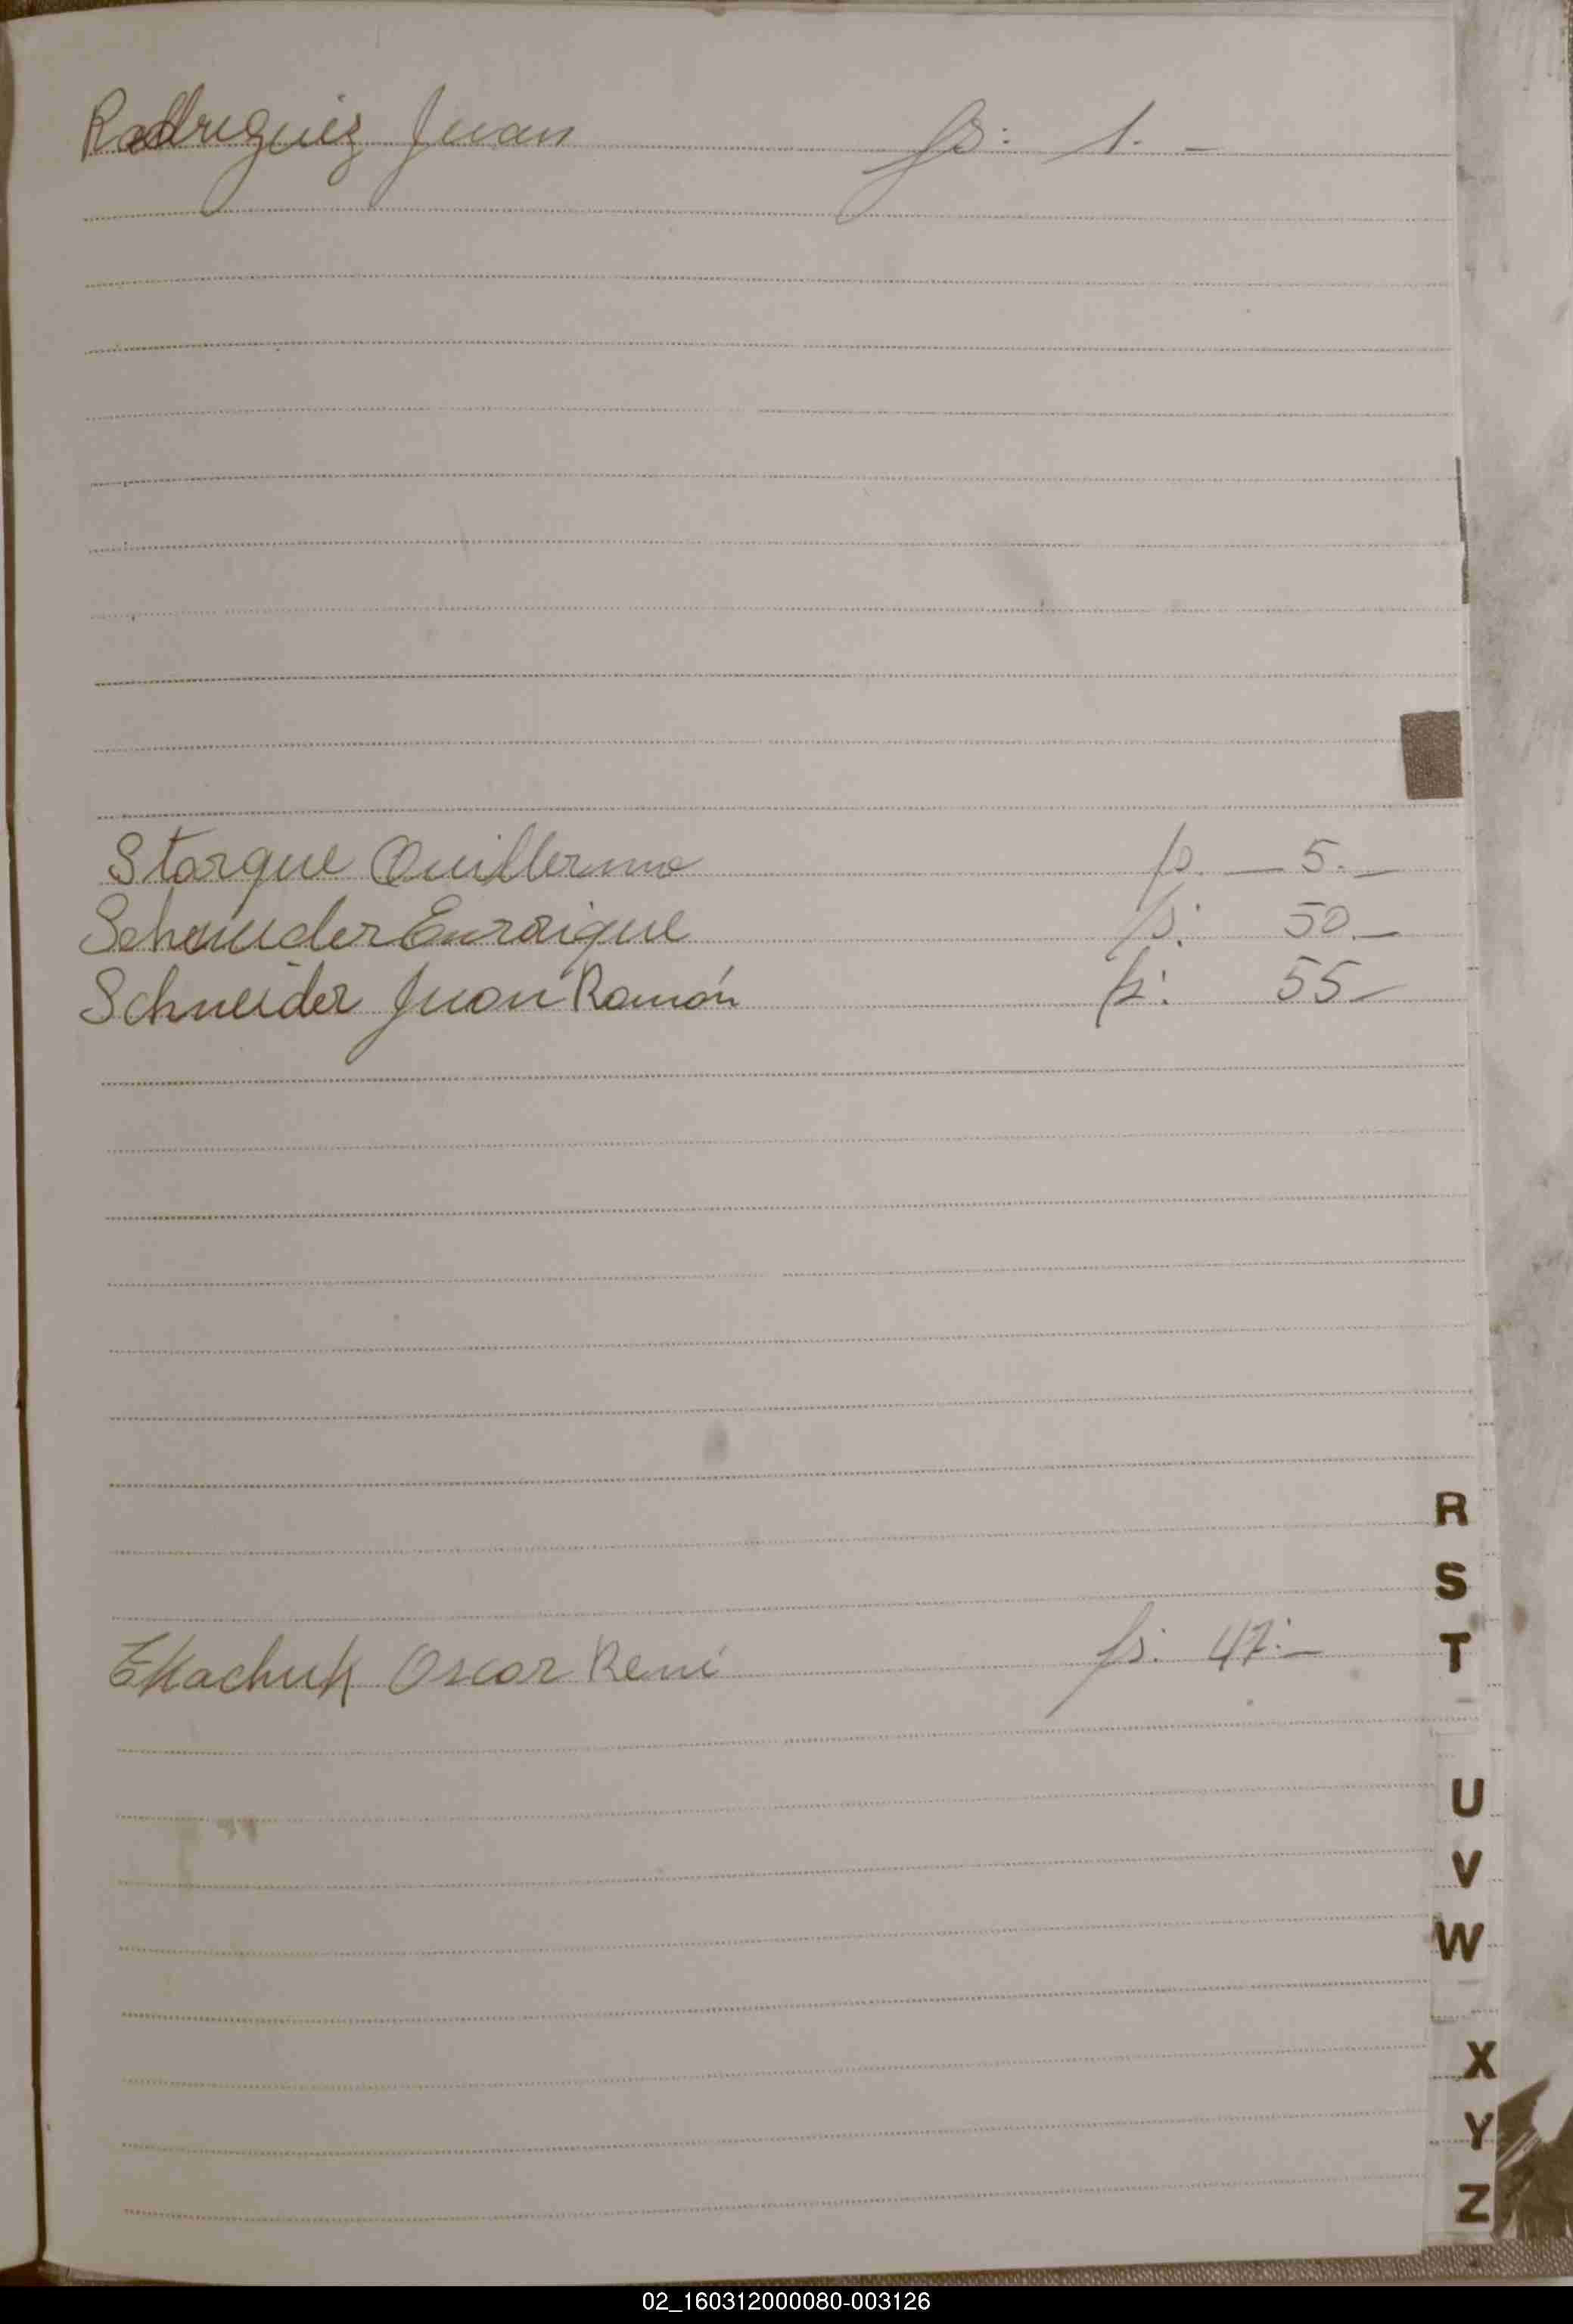 Rodriguez Juan fs: 1.-
Storque Guillermo fs. - 5.-
Schneider Enrrique fs: 50.-
Schneider Juan Ramón fs: 55-
Tkachuk Oscar René fs: 47.-
R
S
T
U
V
W
X
Y
Z
02_160312000080-003126